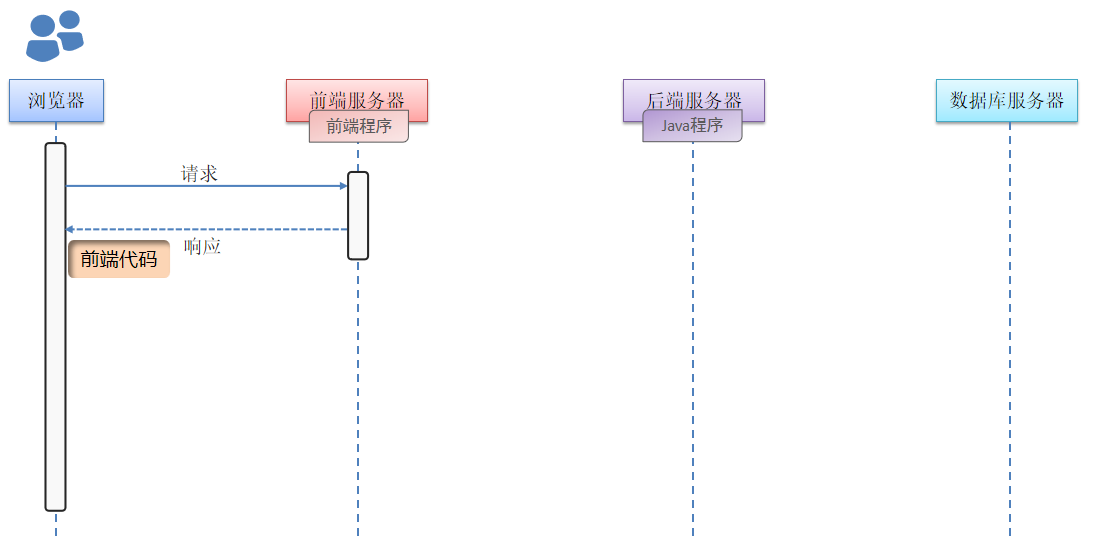 浏览器
前端服务器
后端服务器
数据库服务器
前端程序
Java程序
请求
响应
前端代码